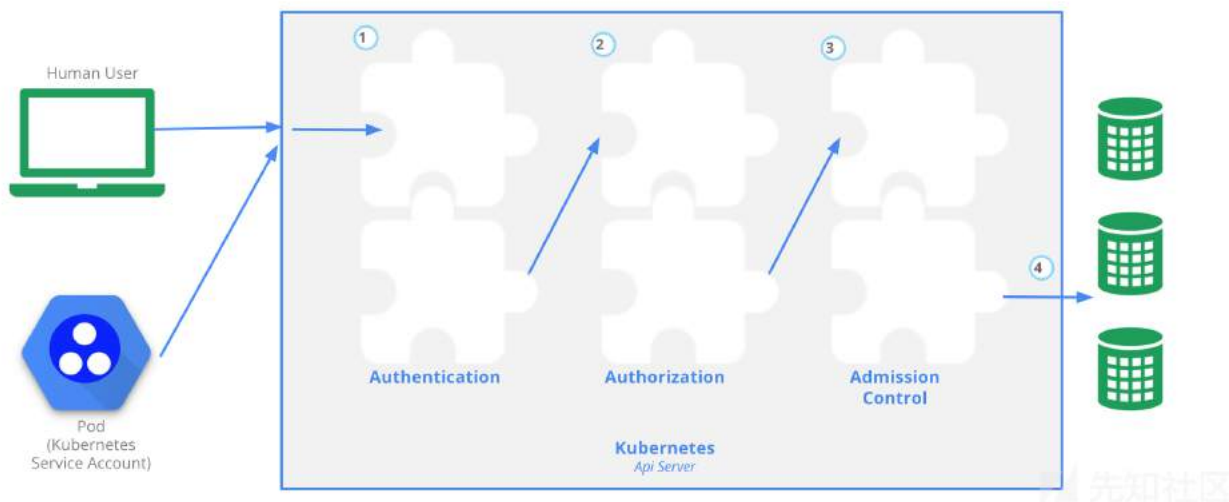 Human User
1
2
3
4
Authentication
Authorization
Admission
Control
Pod
(Kubernetes
Service Account)
Kubernetes
Api Server
先知社区